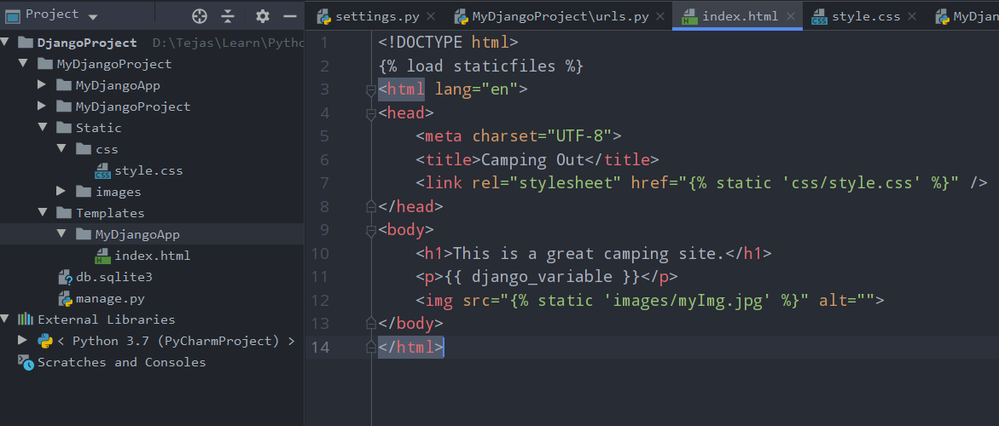 Project
DjangoProject D:\Tejas\Learn\Pytho
MyDjangoProject
MyDjangoApp
MyDjangoProject
Static
css
style.css
images
Templates
MyDjangoApp
index.html
db.sqlite3
manage.py
External Libraries
< Python 3.7 (PyCharmProject) >
Scratches and Consoles
settings.py MyDjangoProject\urls.py index.html style.css MyDjan
1 <!DOCTYPE html>
2 {% load staticfiles %}
3 <html lang="en">
4 <head>
5 <meta charset="UTF-8">
6 <title>Camping Out</title>
7 <link rel="stylesheet" href="{% static 'css/style.css' %}" />
8 </head>
9 <body>
10 <h1>This is a great camping site.</h1>
11 <p>{{ django_variable }}</p>
12 <img src="{% static 'images/myImg.jpg' %}" alt="">
13 </body>
14 </html>